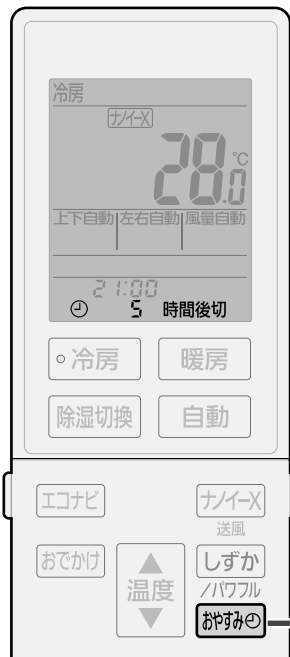 冷房
ナノイーX
28.0℃
上下自動 左右自動 風量自動
21:00
5 時間後切
冷房 暖房
除湿切換 自動
エコナビ ナノイーX
送風
おでかけ しずか
温度 /パワフル
おやすみ